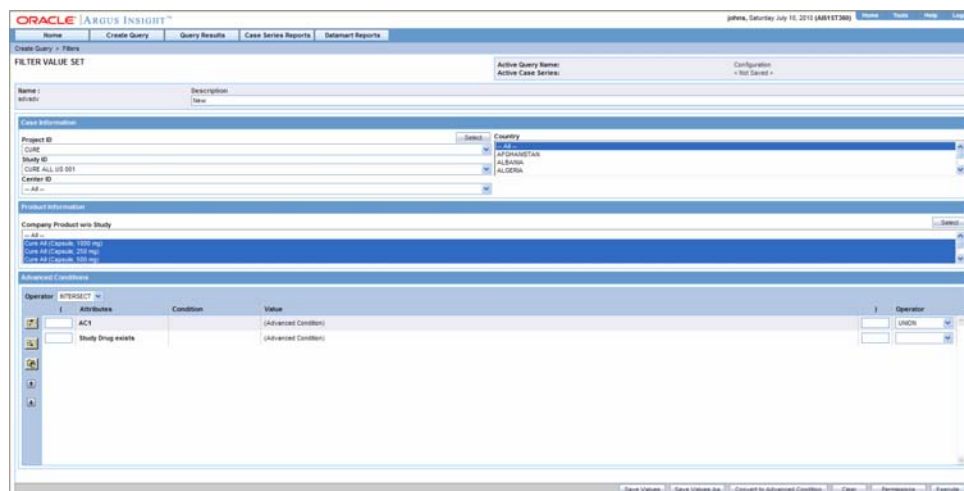 ORACLE ARGUS INSIGHT™
johns, Saturday July 10, 2010 (AI81ST360)
Home Tools Help Log
Home Create Query Query Results Case Series Reports Datamart Reports
Create Query > Filters
FILTER VALUE SET
Active Query Name: Configuration
Active Case Series: < Not Saved >
Name : Description
advadv New
Case Information
Project ID Select Country
CURE -- All --
AFGHANISTAN
Study ID ALBANIA
CURE ALL US 001 ALGERIA
Center ID
-- All --
Product Information
Company Product w/o Study Select
-- All --
Cure All (Capsule, 1000 mg)
Cure All (Capsule, 250 mg)
Cure All (Capsule, 500 mg)
Advanced Conditions
Operator INTERSECT
( Attributes Condition Value ) Operator
AC1 (Advanced Condition) UNION
Study Drug exists (Advanced Condition)
Save Values Save Values As Convert to Advanced Condition Clear Permissions Execute